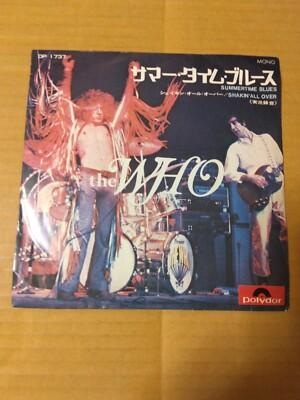 DP 1737
MONO
サマー・タイム・ブルース
SUMMERTIME BLUES
シェイキン・オール・オーバー/SHAKIN' ALL OVER
(実況録音)
the WHO
Polydor